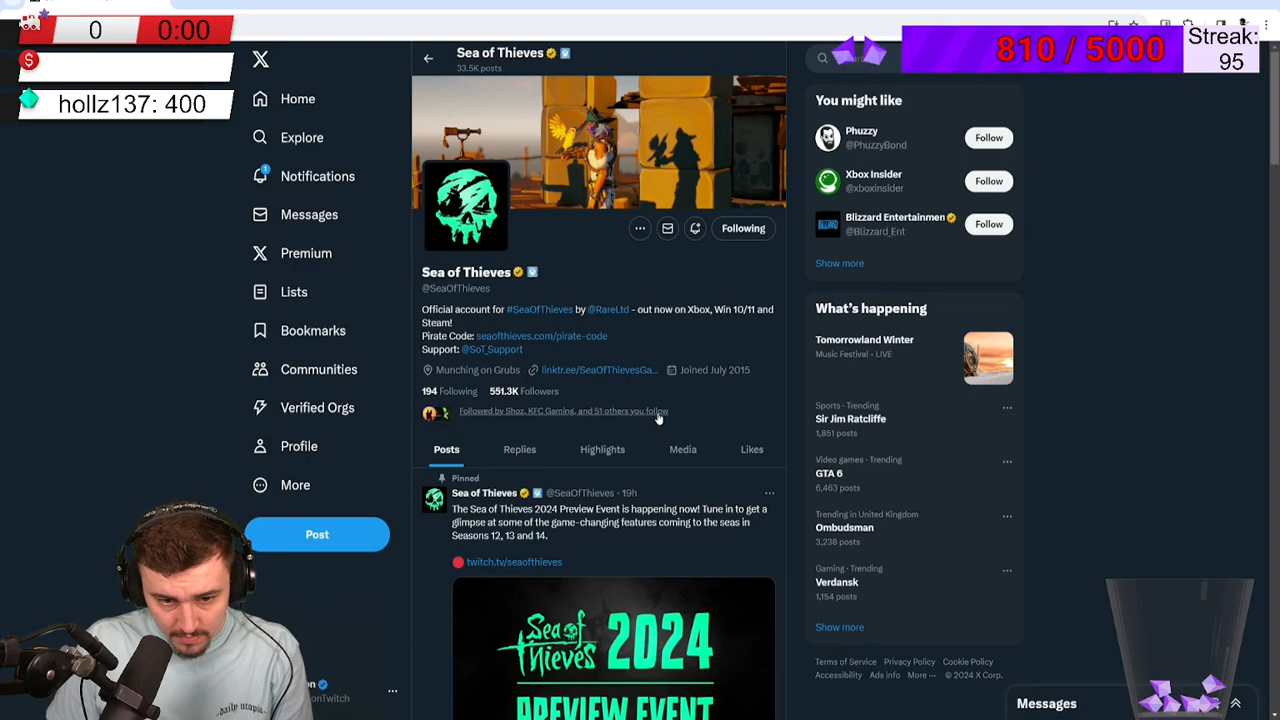 0
0:00
$
hollz137: 400
810 / 5000
Streak:
95
X
Home
Explore
1
Notifications
Messages
Premium
Lists
Bookmarks
Communities
Verified Orgs
Profile
More
Post
Sea of Thieves
33.5K posts
Following
Sea of Thieves
@SeaOfThieves
Official account for #SeaOfThieves by @RareLtd - out now on Xbox, Win 10/11 and
Steam!
Pirate Code: seaofthieves.com/pirate-code
Support: @SoT_Support
Munching on Grubs linktr.ee/SeaOfThievesGa... Joined July 2015
194 Following 551.3K Followers
Followed by Shoz, KFC Gaming, and 51 others you follow
Posts Replies Highlights Media Likes
Pinned
Sea of Thieves @SeaOfThieves · 19h
The Sea of Thieves 2024 Preview Event is happening now! Tune in to get a
glimpse at some of the game-changing features coming to the seas in
Seasons 12, 13 and 14.
twitch.tv/seaofthieves
Sea of Thieves 2024
PREVIEW EVENT
You might like
Phuzzy
@PhuzzyBond
Follow
Xbox Insider
@xboxinsider
Follow
Blizzard Entertainmen
@Blizzard_Ent
Follow
Show more
What's happening
Tomorrowland Winter
Music Festival · LIVE
Sports · Trending
Sir Jim Ratcliffe
1,851 posts
Video games · Trending
GTA 6
6,463 posts
Trending in United Kingdom
Ombudsman
3,238 posts
Gaming · Trending
Verdansk
1,154 posts
Show more
Terms of Service Privacy Policy Cookie Policy
Accessibility Ads info More ··· © 2024 X Corp.
Messages
~daily utopia~